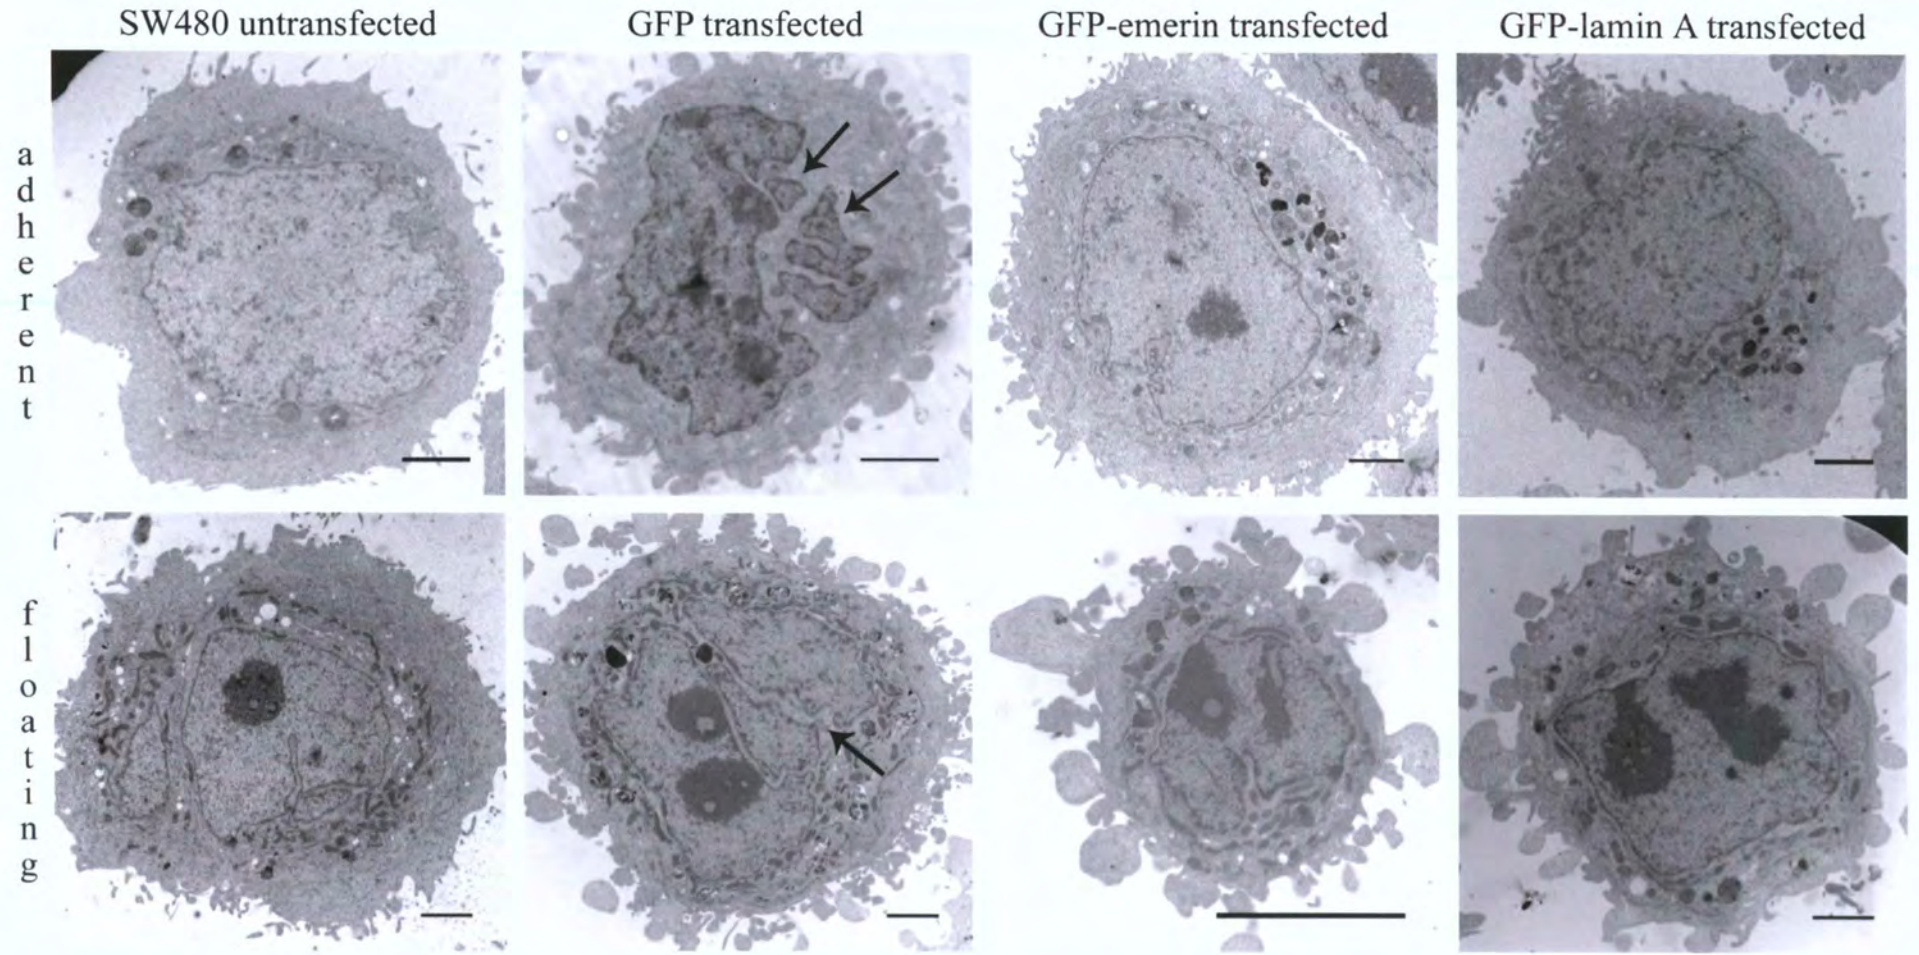 SW480 untransfected
GFP transfected
GFP-emerin transfected
GFP-lamin A transfected
adherent
floating